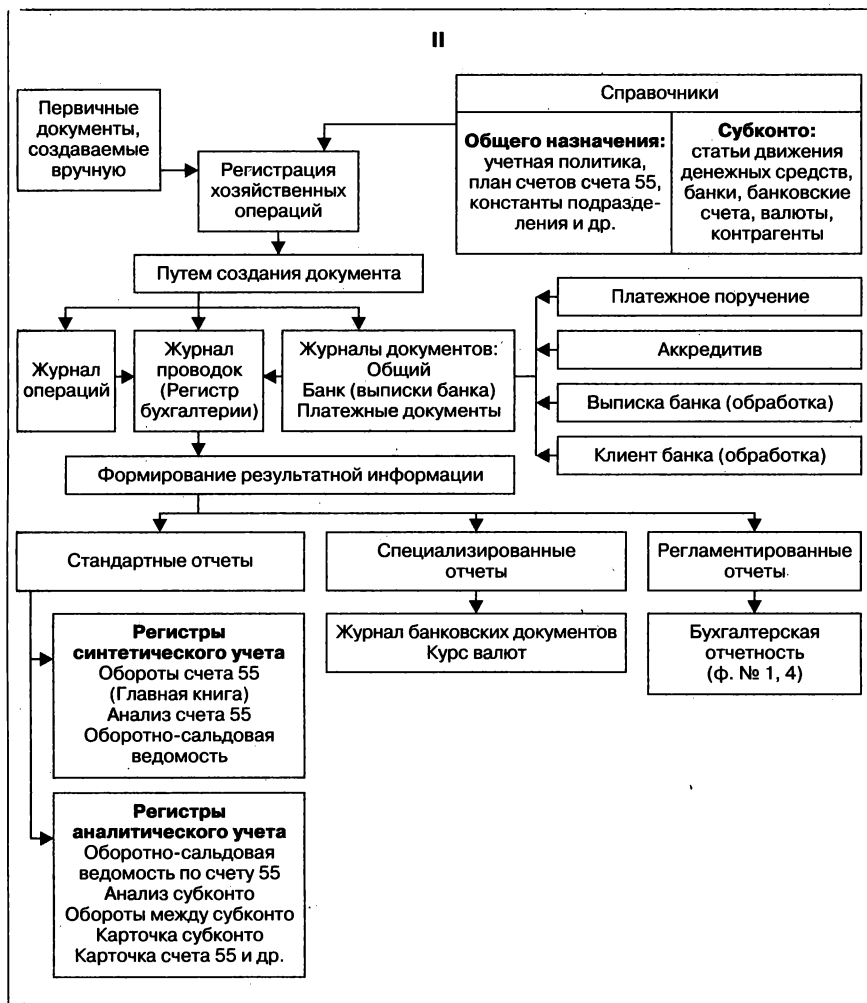 II
Первичные
документы,
создаваемые
вручную
Регистрация
хозяйственных
операций
Справочники
Общего назначения:
учетная политика,
план счетов счета 55,
константы подразде-
ления и др.
Субконто:
статьи движения
денежных средств,
банки, банковские
счета, валюты,
контрагенты
Путем создания документа
Журнал
операций
Журнал
проводок
(Регистр
бухгалтерии)
Журналы документов:
Общий
Банк (выписки банка)
Платежные документы
Платежное поручение
Аккредитив
Выписка банка (обработка)
Клиент банка (обработка)
Формирование результатной информации
Стандартные отчеты
Специализированные
отчеты
Регламентированные
отчеты
Регистры
синтетического учета
Обороты счета 55
(Главная книга)
Анализ счета 55
Оборотно-сальдовая
ведомость
Журнал банковских документов
Курс валют
Бухгалтерская
отчетность
(ф. № 1, 4)
Регистры
аналитического учета
Оборотно-сальдовая
ведомость по счету 55
Анализ субконто
Обороты между субконто
Карточка субконто
Карточка счета 55 и др.